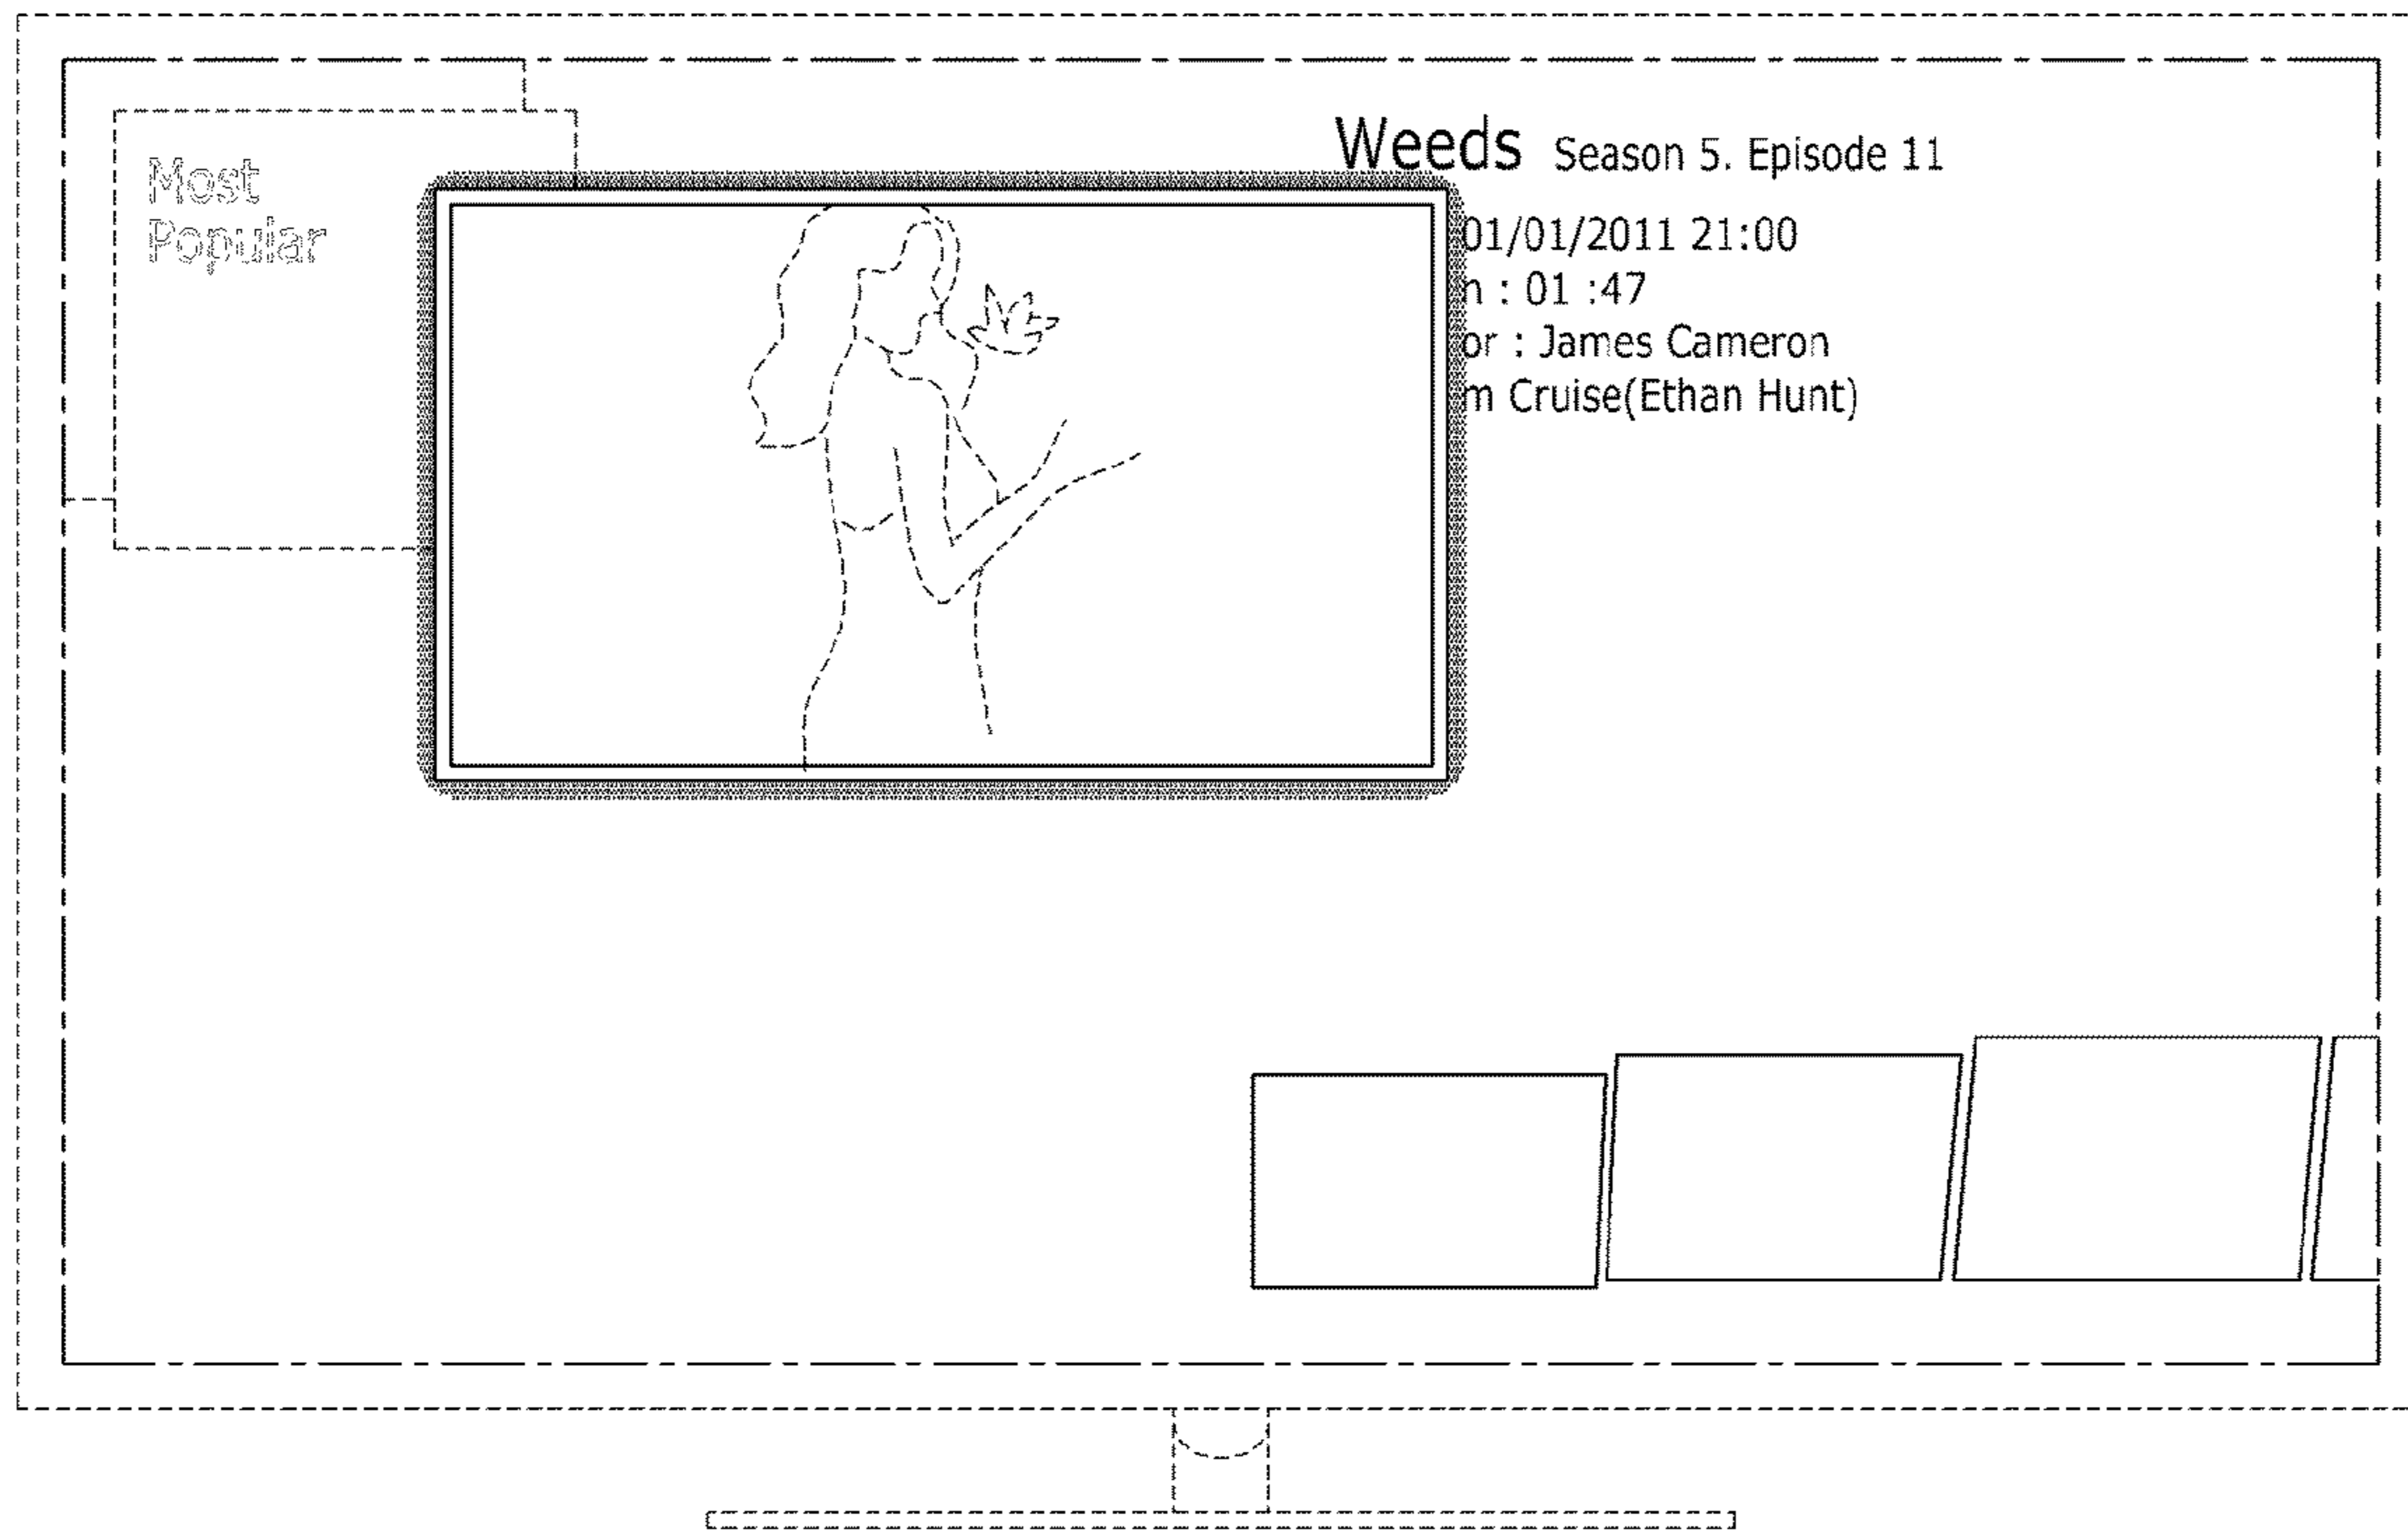 Most
Popular
Weeds Season 5. Episode 11
01/01/2011 21:00
n : 01 :47
or : James Cameron
m Cruise(Ethan Hunt)